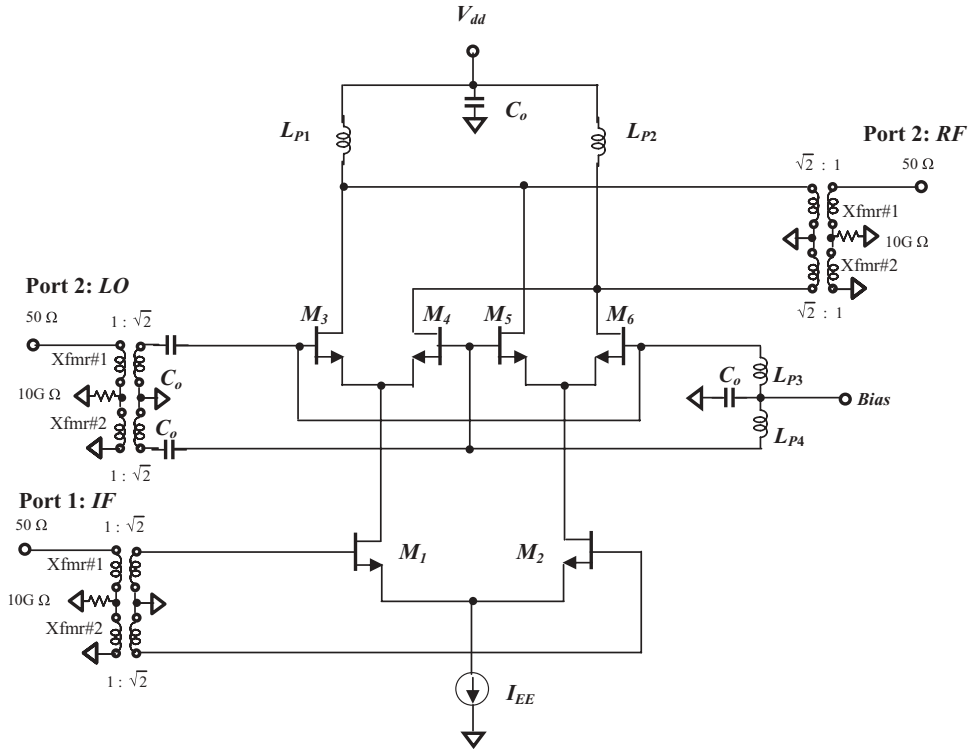 V_dd
C_o
L_P1
L_P2
Port 2: RF
√2 : 1
50 Ω
Xfmr#1
10G Ω
Xfmr#2
√2 : 1
Port 2: LO
50 Ω
1 : √2
Xfmr#1
10G Ω
C_o
Xfmr#2
C_o
1 : √2
M_3
M_4
M_5
M_6
C_o
L_P3
Bias
L_P4
Port 1: IF
50 Ω
1 : √2
Xfmr#1
10G Ω
Xfmr#2
1 : √2
M_1
M_2
I_EE